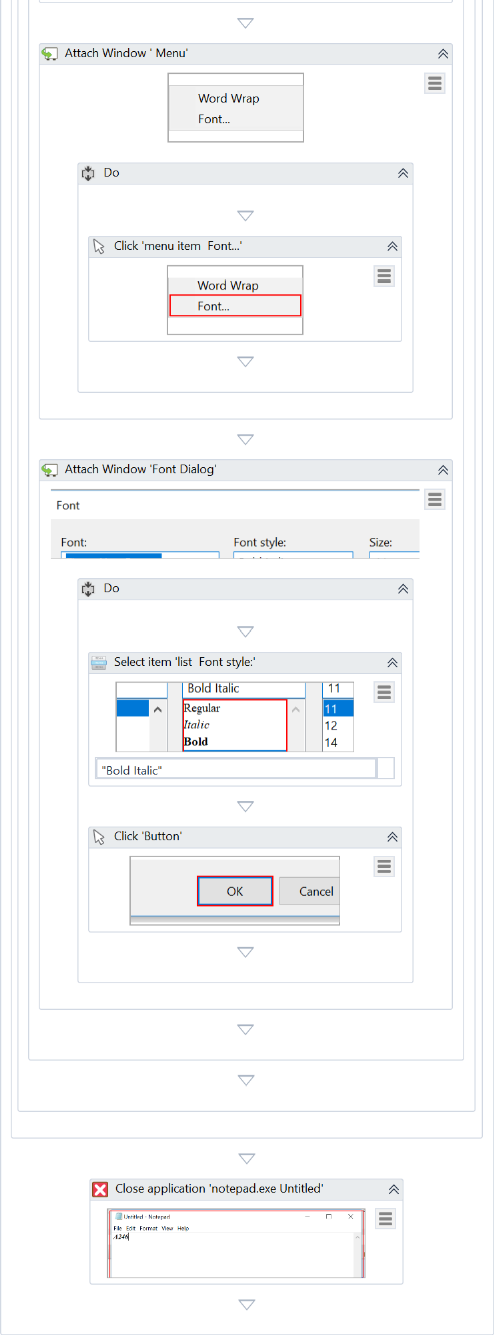 Attach Window ' Menu'
Word Wrap
Font...
Do
Click 'menu item  Font...'
Word Wrap
Font...
Attach Window 'Font Dialog'
Font
Font:
Font style:
Size:
Do
Select item 'list  Font style:'
Bold Italic
11
Regular
11
Italic
12
Bold
14
"Bold Italic"
Click 'Button'
OK
Cancel
Close application 'notepad.exe Untitled'
Untitled - Notepad
File Edit Format View Help